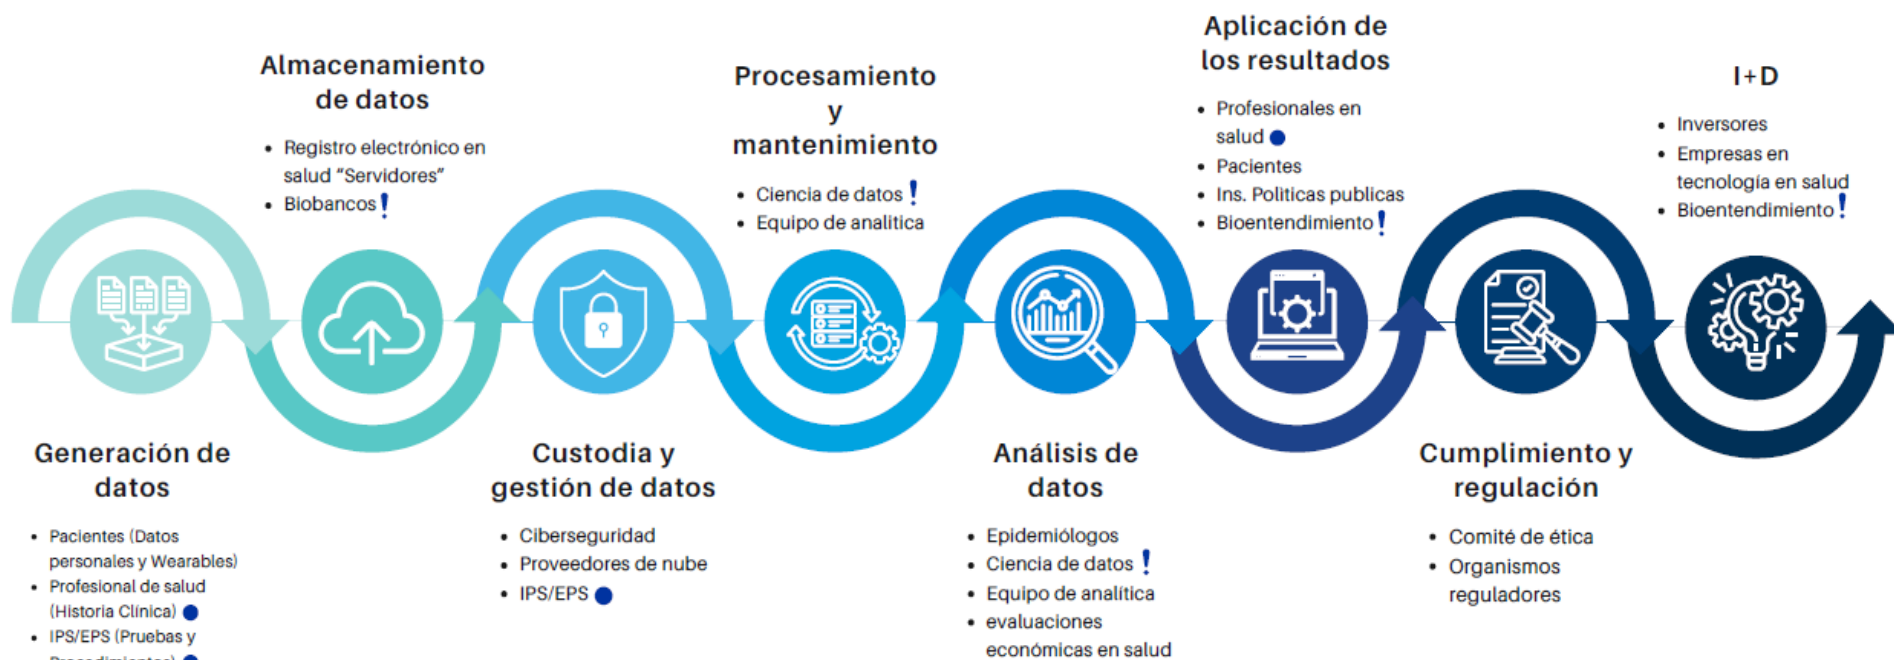 Generación de
datos
• Pacientes (Datos
personales y Wearables)
• Profesional de salud
(Historia Clínica)
• IPS/EPS (Pruebas y
Procedimientos)
Almacenamiento
de datos
• Registro electrónico en
salud “Servidores”
• Biobancos !
Custodia y
gestión de datos
• Ciberseguridad
• Proveedores de nube
• IPS/EPS
Procesamiento
y
mantenimiento
• Ciencia de datos !
• Equipo de analitica
Análisis de
datos
• Epidemiólogos
• Ciencia de datos !
• Equipo de analítica
• evaluaciones
económicas en salud
Aplicación de
los resultados
• Profesionales en
salud
• Pacientes
• Ins. Politicas publicas
• Bioentendimiento !
Cumplimiento y
regulación
• Comité de ética
• Organismos
reguladores
I+D
• Inversores
• Empresas en
tecnología en salud
• Bioentendimiento !